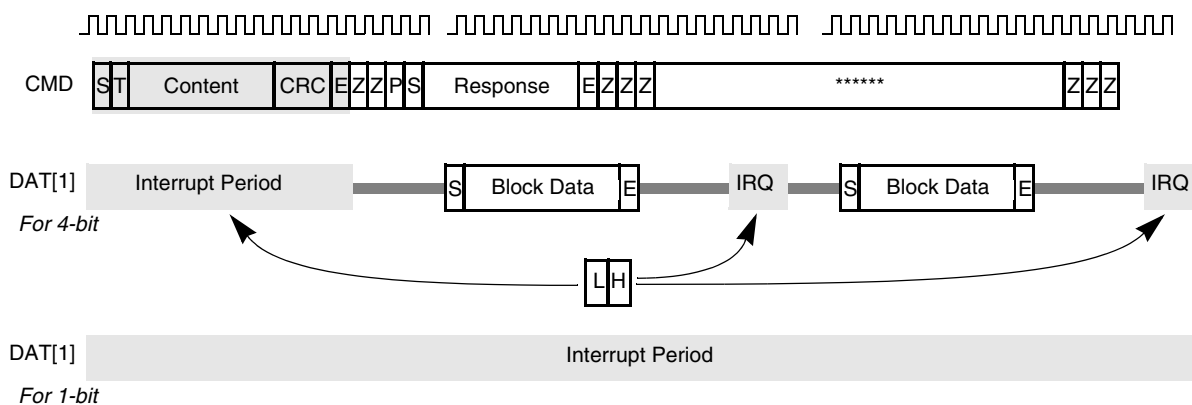 CMD S T Content CRC E Z Z P S Response E Z Z Z ****** Z Z Z
DAT[1] Interrupt Period S Block Data E IRQ S Block Data E IRQ
For 4-bit
L H
DAT[1] Interrupt Period
For 1-bit